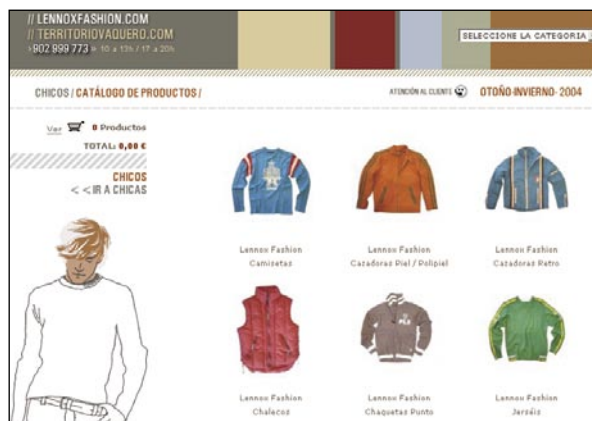 // LENNOXFASHION.COM
// TERRITORIOVAQUERO.COM
>902 999 773 » 10 a 13h / 17 a 20h
SELECCIONE LA CATEGORIA
CHICOS / CATÁLOGO DE PRODUCTOS /
ATENCIÓN AL CLIENTE
OTOÑO-INVIERNO- 2004
Ver 0 Productos
TOTAL: 0,00 €
CHICOS
< < IR A CHICAS
Lennox Fashion
Camisetas
Lennox Fashion
Cazadoras Piel / Polipiel
Lennox Fashion
Cazadoras Retro
Lennox Fashion
Chalecos
Lennox Fashion
Chaquetas Punto
Lennox Fashion
Jerséis